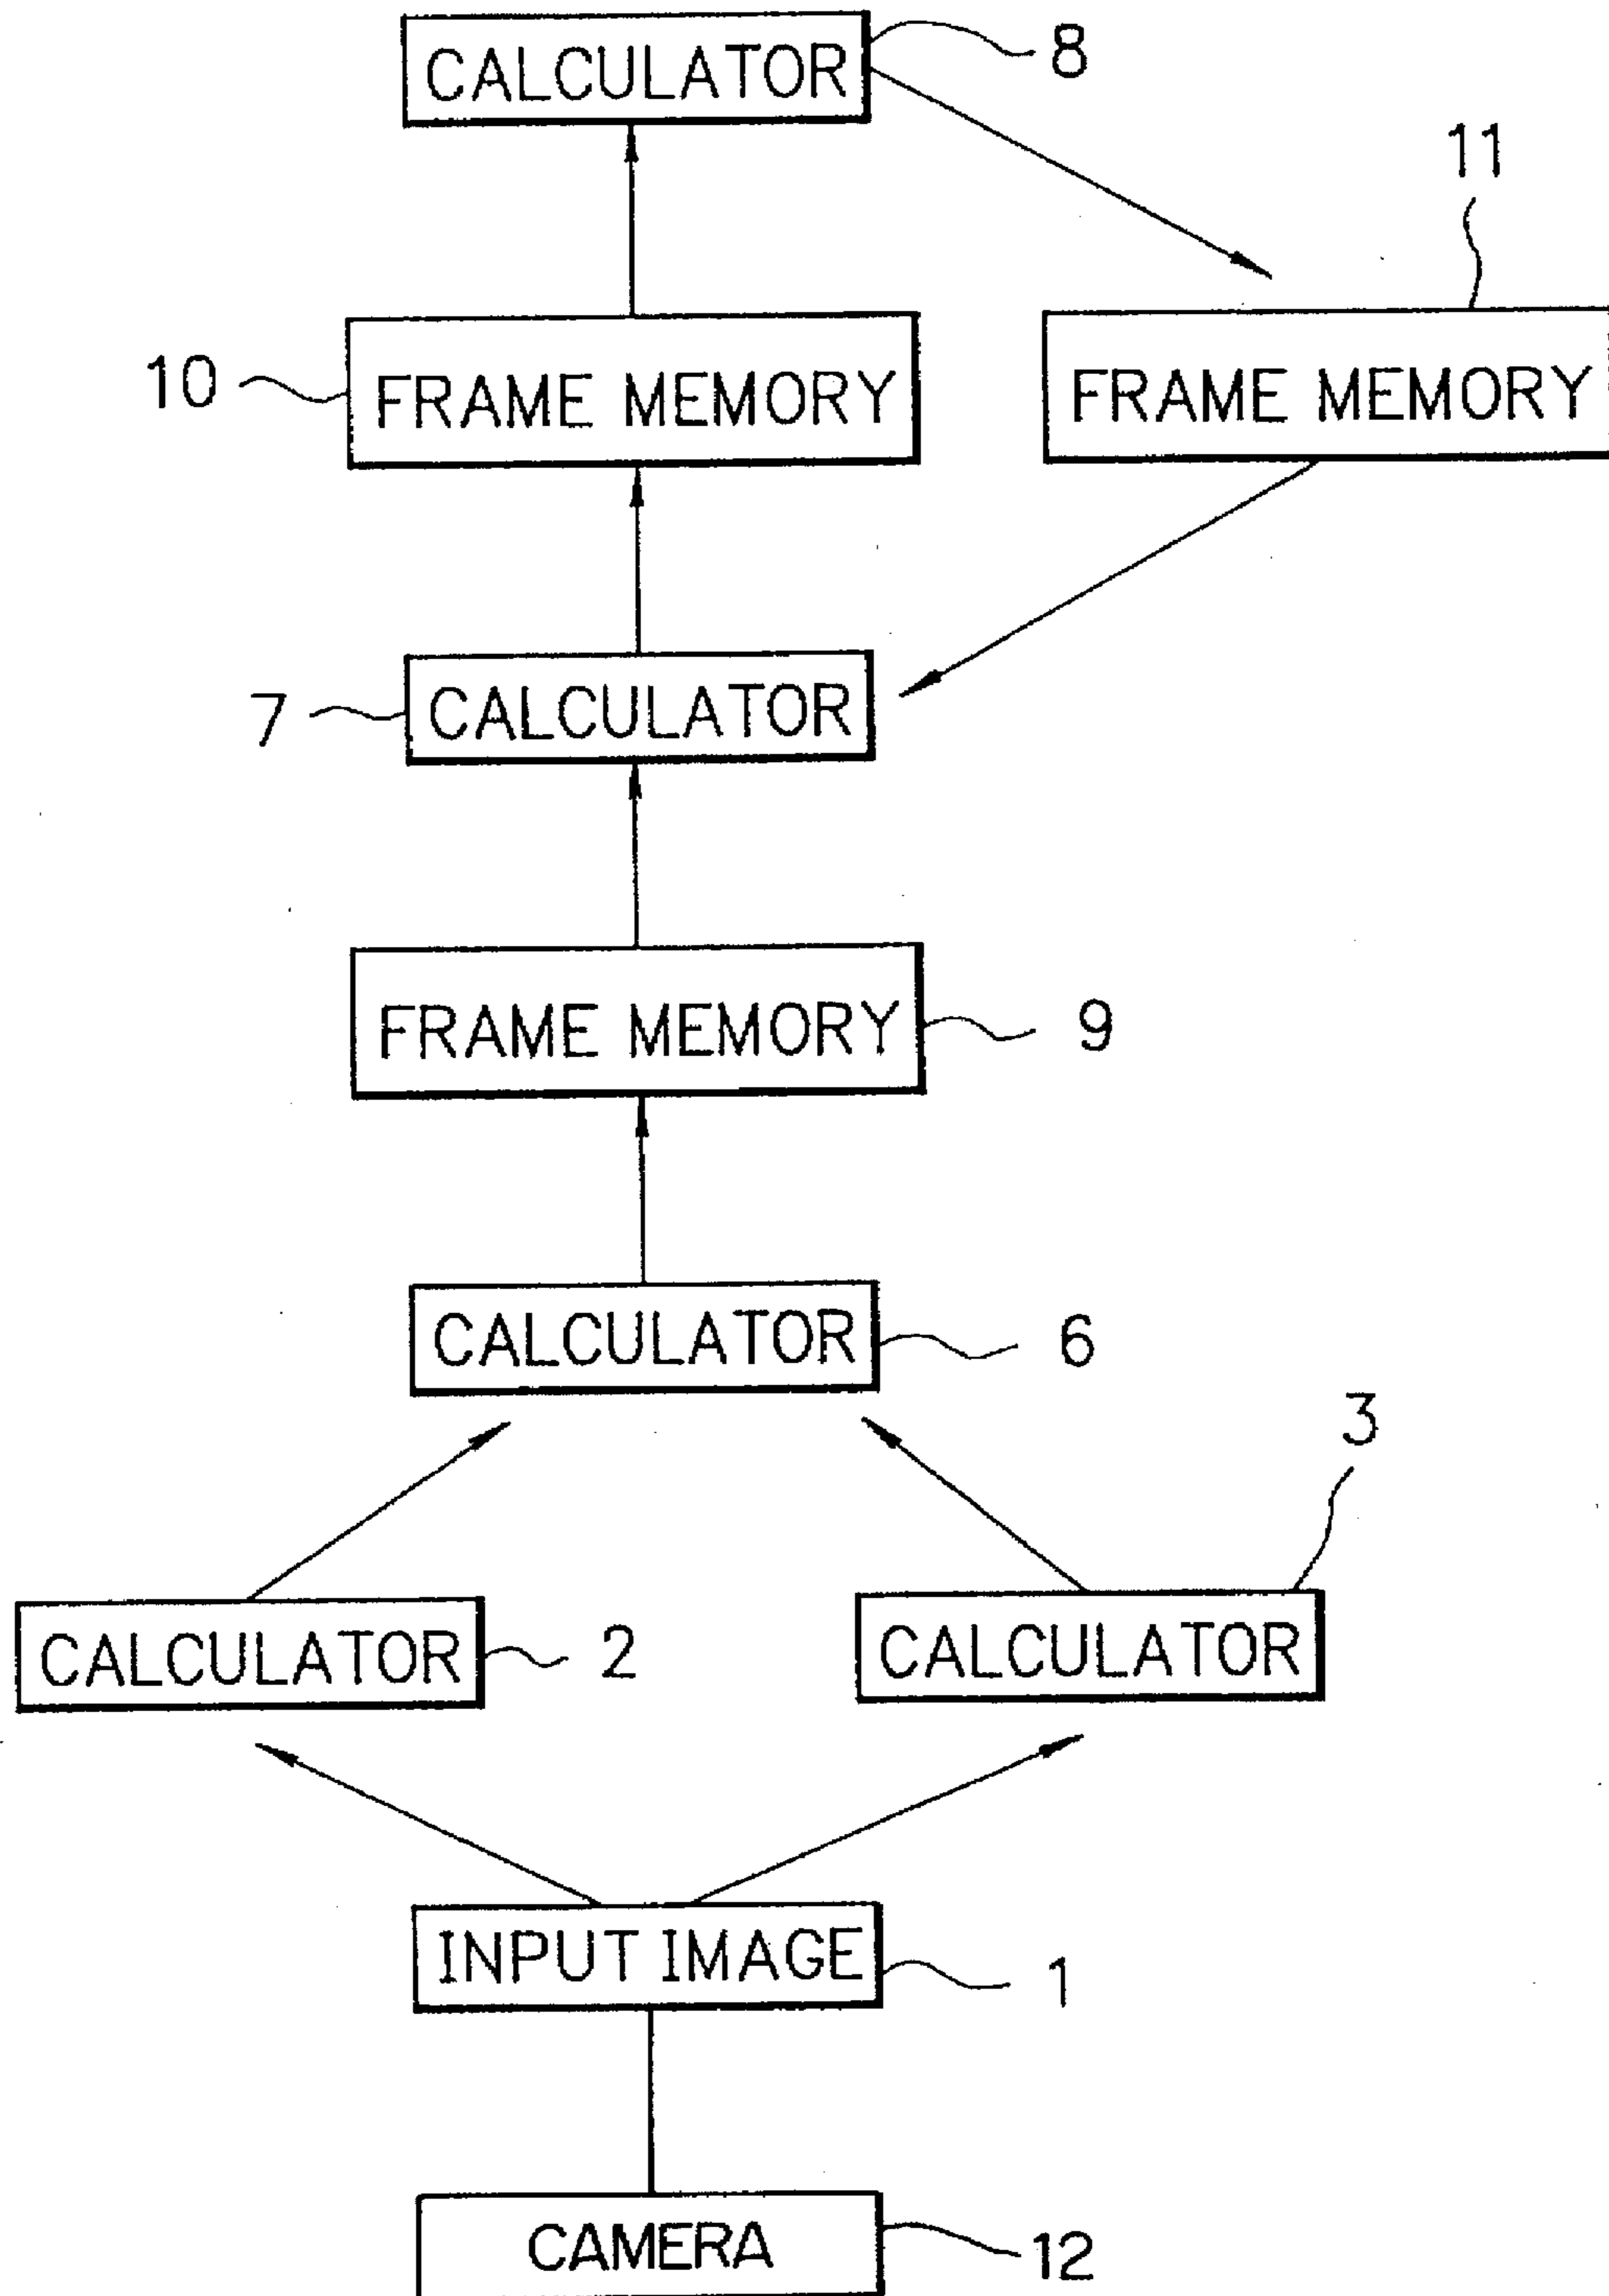 CALCULATOR
8
11
10
FRAME MEMORY
FRAME MEMORY
7
CALCULATOR
FRAME MEMORY
9
CALCULATOR
6
3
CALCULATOR
2
CALCULATOR
INPUT IMAGE
1
CAMERA
12